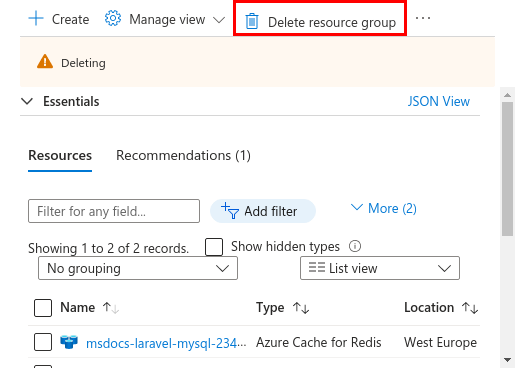 + Create Manage view Delete resource group ...
Deleting
Essentials JSON View
Resources Recommendations (1)
Filter for any field... Add filter More (2)
Showing 1 to 2 of 2 records. Show hidden types
No grouping List view
Name Type Location
msdocs-laravel-mysql-234... Azure Cache for Redis West Europe